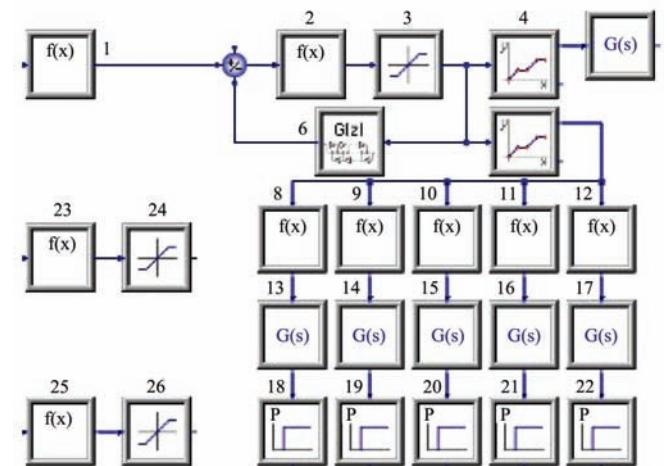 2 3 4
f(x) 1 f(x) y x G(s)
6 G|z| y x
8 9 10 11 12
f(x) f(x) f(x) f(x) f(x)
23 24
f(x)
13 14 15 16 17
G(s) G(s) G(s) G(s) G(s)
25 26 18 19 20 21 22
f(x) P P P P P